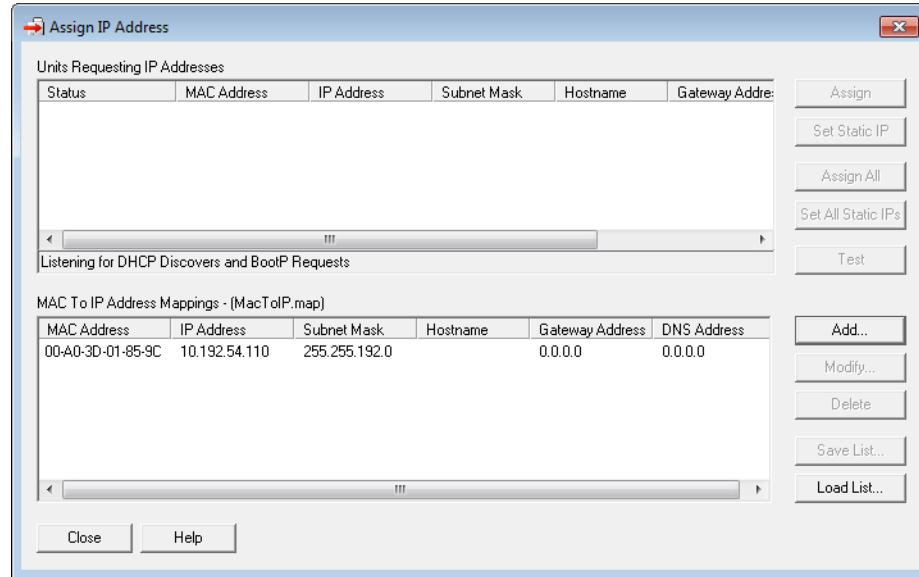 Assign IP Address
Units Requesting IP Addresses
Status MAC Address IP Address Subnet Mask Hostname Gateway Addres
Assign
Set Static IP
Assign All
Set All Static IPs
Test
Listening for DHCP Discovers and BootP Requests
MAC To IP Address Mappings - (MacToIP.map)
MAC Address IP Address Subnet Mask Hostname Gateway Address DNS Address
00-A0-3D-01-85-9C 10.192.54.110 255.255.192.0 0.0.0.0 0.0.0.0
Add...
Modify...
Delete
Save List...
Load List...
Close Help